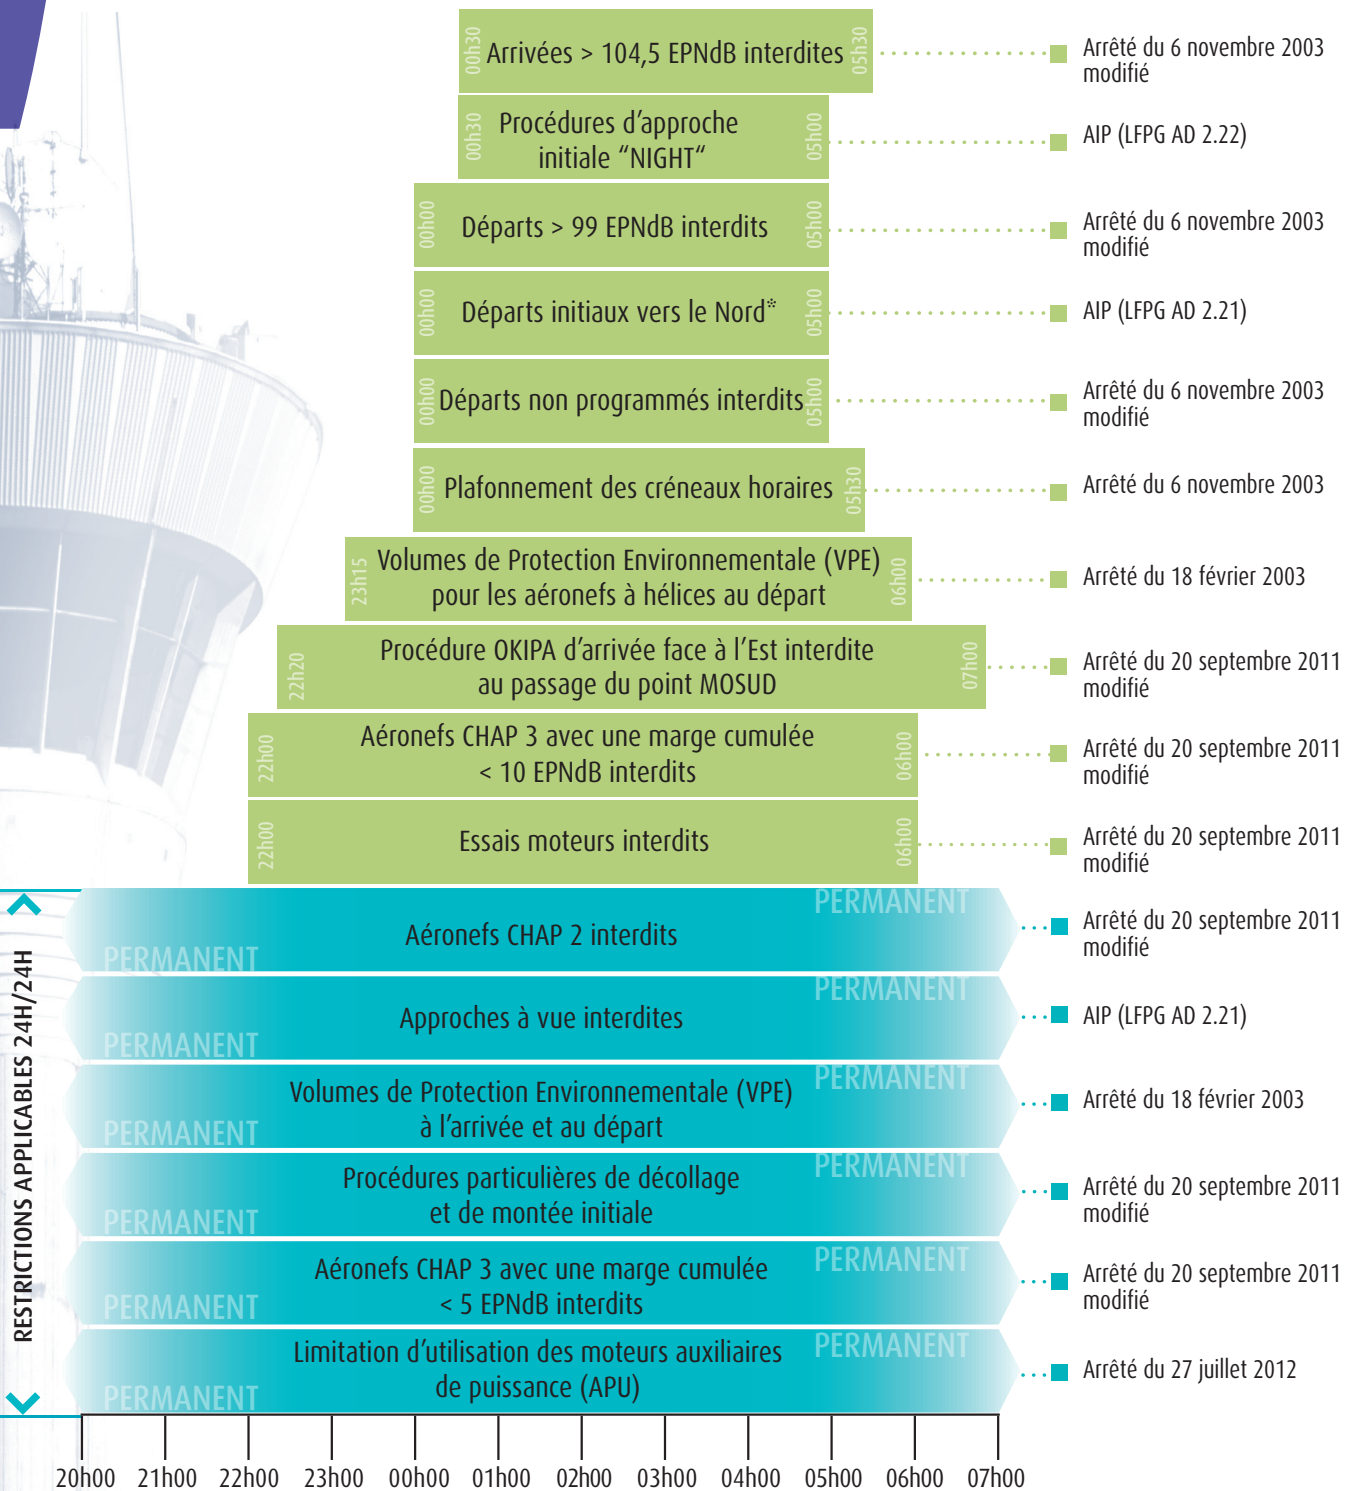 00h30
Arrivées > 104,5 EPNdB interdites
05h30
Arrêté du 6 novembre 2003
modifié
00h30
Procédures d’approche
initiale “NIGHT“
05h00
AIP (LFPG AD 2.22)
00h00
Départs > 99 EPNdB interdits
05h00
Arrêté du 6 novembre 2003
modifié
00h00
Départs initiaux vers le Nord*
05h00
AIP (LFPG AD 2.21)
00h00
Départs non programmés interdits
05h00
Arrêté du 6 novembre 2003
modifié
00h00
Plafonnement des créneaux horaires
05h30
Arrêté du 6 novembre 2003
23h15
Volumes de Protection Environnementale (VPE)
pour les aéronefs à hélices au départ
06h00
Arrêté du 18 février 2003
22h20
Procédure OKIPA d’arrivée face à l’Est interdite
au passage du point MOSUD
07h00
Arrêté du 20 septembre 2011
modifié
22h00
Aéronefs CHAP 3 avec une marge cumulée
< 10 EPNdB interdits
06h00
Arrêté du 20 septembre 2011
modifié
22h00
Essais moteurs interdits
06h00
Arrêté du 20 septembre 2011
modifié
RESTRICTIONS APPLICABLES 24H/24H
PERMANENT
Aéronefs CHAP 2 interdits
PERMANENT
Arrêté du 20 septembre 2011
modifié
PERMANENT
Approches à vue interdites
PERMANENT
AIP (LFPG AD 2.21)
PERMANENT
Volumes de Protection Environnementale (VPE)
à l’arrivée et au départ
PERMANENT
Arrêté du 18 février 2003
PERMANENT
Procédures particulières de décollage
et de montée initiale
PERMANENT
Arrêté du 20 septembre 2011
modifié
PERMANENT
Aéronefs CHAP 3 avec une marge cumulée
< 5 EPNdB interdits
PERMANENT
Arrêté du 20 septembre 2011
modifié
PERMANENT
Limitation d’utilisation des moteurs auxiliaires
de puissance (APU)
PERMANENT
Arrêté du 27 juillet 2012
20h00 21h00 22h00 23h00 00h00 01h00 02h00 03h00 04h00 05h00 06h00 07h00